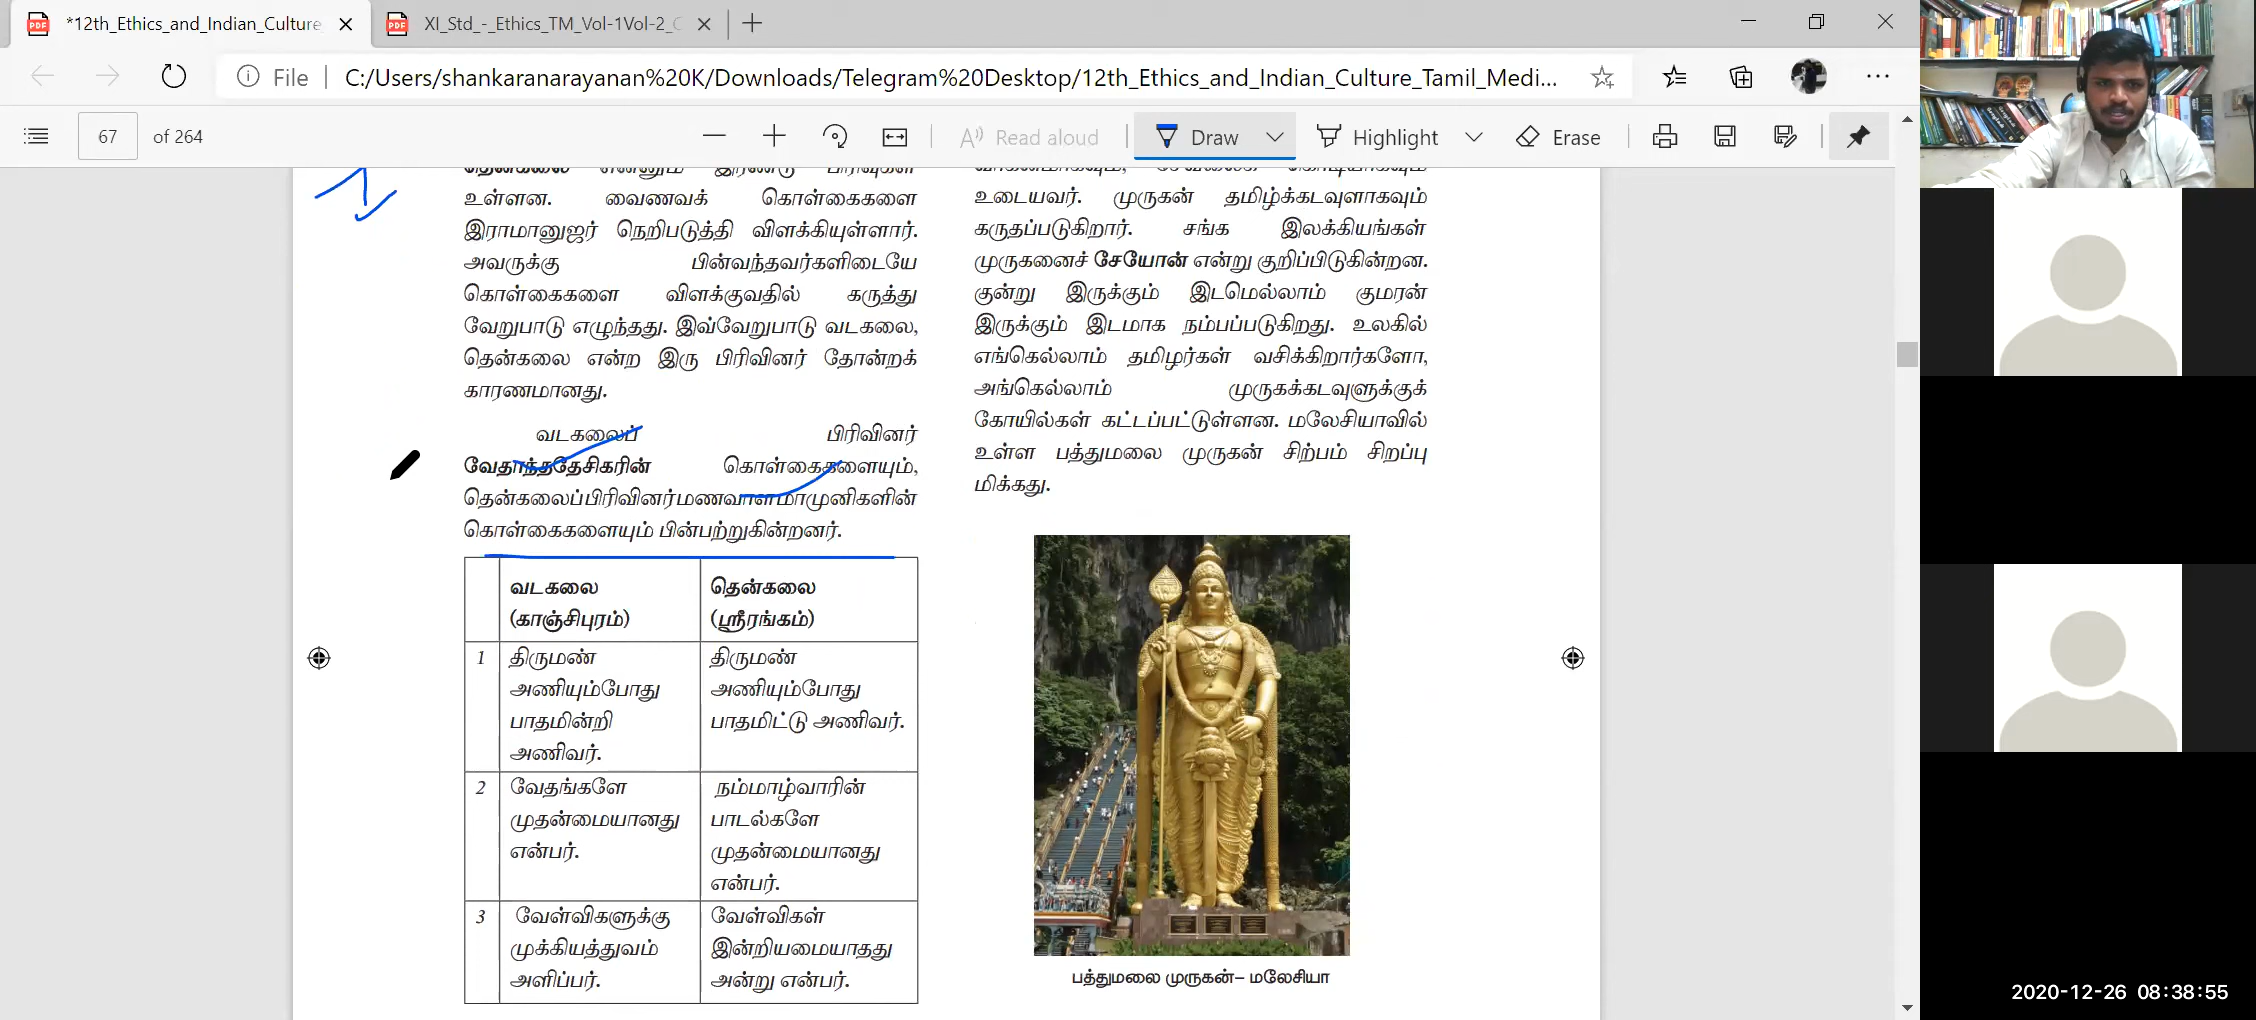 *12th_Ethics_and_Indian_Culture
XI_Std_-_Ethics_TM_Vol-1Vol-2_C
File
C:/Users/shankaranarayanan%20K/Downloads/Telegram%20Desktop/12th_Ethics_and_Indian_Culture_Tamil_Medi...
67 of 264
Read aloud
Draw
Highlight
Erase
தென்கலை என்னும் இரண்டு பிரிவுகள்
உள்ளன. வைணவக் கொள்கைகளை
இராமானுஜர் நெறிபடுத்தி விளக்கியுள்ளார்.
அவருக்கு பின்வந்தவர்களிடையே
கொள்கைகளை விளக்குவதில் கருத்து
வேறுபாடு எழுந்தது. இவ்வேறுபாடு வடகலை,
தென்கலை என்ற இரு பிரிவினர் தோன்றக்
காரணமானது.
வடகலைப் பிரிவினர்
வேதாந்ததேசிகரின் கொள்கைகளையும்,
தென்கலைப்பிரிவினர்மணவாளமாமுனிகளின்
கொள்கைகளையும் பின்பற்றுகின்றனர்.
வடகலை
(காஞ்சிபுரம்)
தென்கலை
(ஸ்ரீரங்கம்)
1
திருமண்
அணியும்போது
பாதமின்றி
அணிவர்.
திருமண்
அணியும்போது
பாதமிட்டு அணிவர்.
2
வேதங்களே
முதன்மையானது
என்பர்.
நம்மாழ்வாரின்
பாடல்களே
முதன்மையானது
என்பர்.
3
வேள்விகளுக்கு
முக்கியத்துவம்
அளிப்பர்.
வேள்விகள்
இன்றியமையாதது
அன்று என்பர்.
வாகனமாகவும், சேவலைக் கொடியாகவும்
உடையவர். முருகன் தமிழ்க்கடவுளாகவும்
கருதப்படுகிறார். சங்க இலக்கியங்கள்
முருகனைச் சேயோன் என்று குறிப்பிடுகின்றன.
குன்று இருக்கும் இடமெல்லாம் குமரன்
இருக்கும் இடமாக நம்பப்படுகிறது. உலகில்
எங்கெல்லாம் தமிழர்கள் வசிக்கிறார்களோ,
அங்கெல்லாம் முருகக்கடவுளுக்குக்
கோயில்கள் கட்டப்பட்டுள்ளன. மலேசியாவில்
உள்ள பத்துமலை முருகன் சிற்பம் சிறப்பு
மிக்கது.
பத்துமலை முருகன்– மலேசியா
2020-12-26 08:38:55